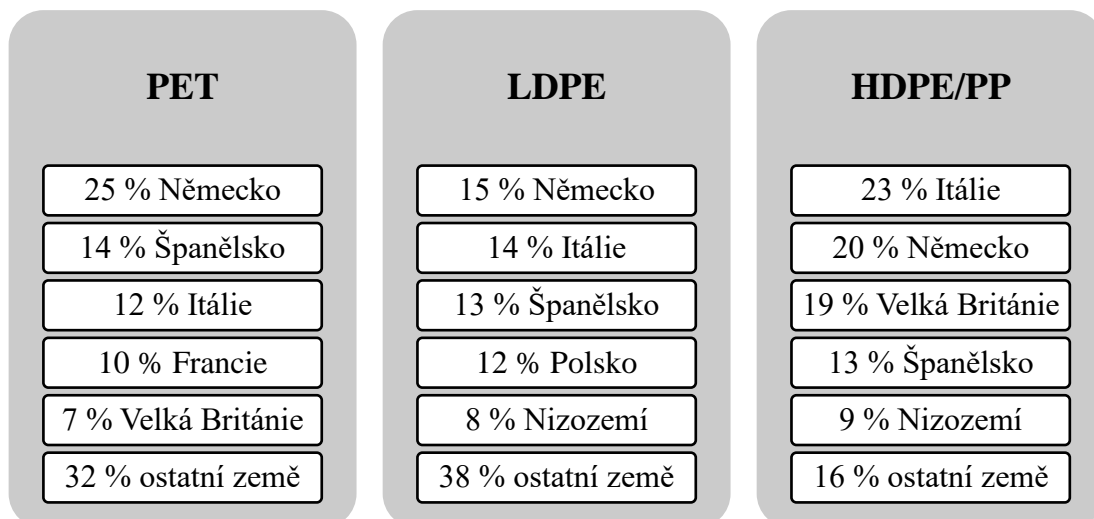 PET
25 % Německo
14 % Španělsko
12 % Itálie
10 % Francie
7 % Velká Británie
32 % ostatní země
LDPE
15 % Německo
14 % Itálie
13 % Španělsko
12 % Polsko
8 % Nizozemí
38 % ostatní země
HDPE/PP
23 % Itálie
20 % Německo
19 % Velká Británie
13 % Španělsko
9 % Nizozemí
16 % ostatní země